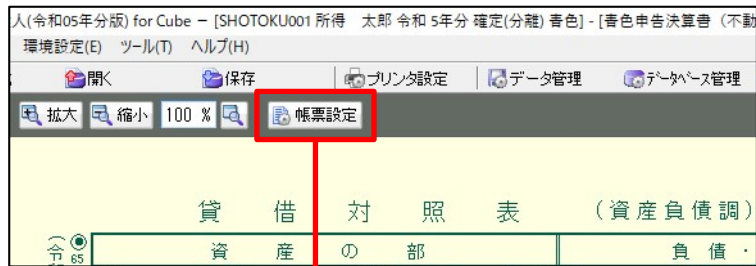 人(令和05年分版) for Cube － [SHOTOKU001 所得　太郎 令和 5年分 確定(分離) 青色] - [青色申告決算書（不動
環境設定(E) ツール(T) ヘルプ(H)
開く 保存 プリンタ設定 データ管理 データベース管理
拡大 縮小 100 % 帳票設定
貸借対照表 （資産負債調）
（令 65 資産の部 負債・